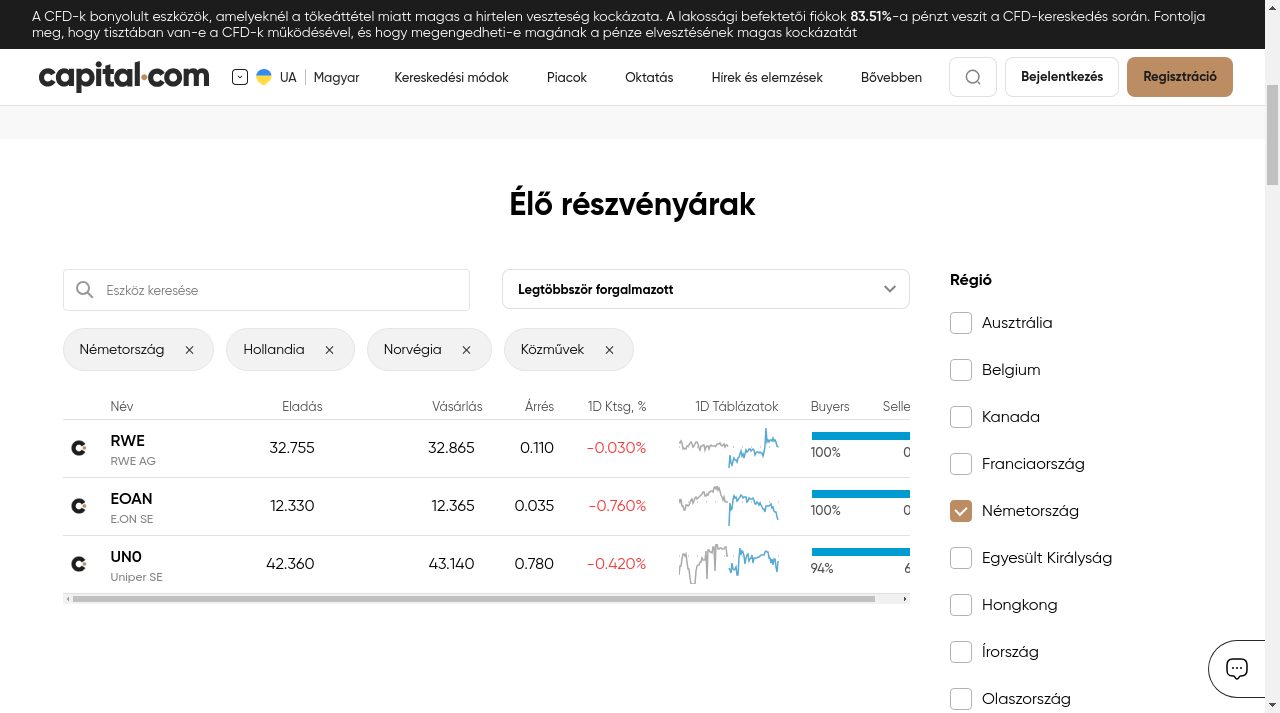 A CFD-k bonyolult eszközök, amelyeknél a tőkeáttétel miatt magas a hirtelen veszteség kockázata. A lakossági befektetői fiókok 83.51%-a pénzt veszít a CFD-kereskedés során. Fontolja
meg, hogy tisztában van-e a CFD-k működésével, és hogy megengedheti-e magának a pénze elvesztésének magas kockázatát
capital.com UA Magyar Kereskedési módok Piacok Oktatás Hírek és elemzések Bővebben Bejelentkezés Regisztráció
Élő részvényárak
Eszköz keresése Legtöbbször forgalmazott
Németország Hollandia Norvégia Közművek
Név Eladás Vásárlás Árrés 1D Ktsg, % 1D Táblázatok Buyers Selle
RWE 32.755 32.865 0.110 -0.030% 100% 0
RWE AG
EOAN 12.330 12.365 0.035 -0.760% 100% 0
E.ON SE
UN0 42.360 43.140 0.780 -0.420% 94% 6
Uniper SE
Régió
Ausztrália
Belgium
Kanada
Franciaország
Németország
Egyesült Királyság
Hongkong
Írország
Olaszország